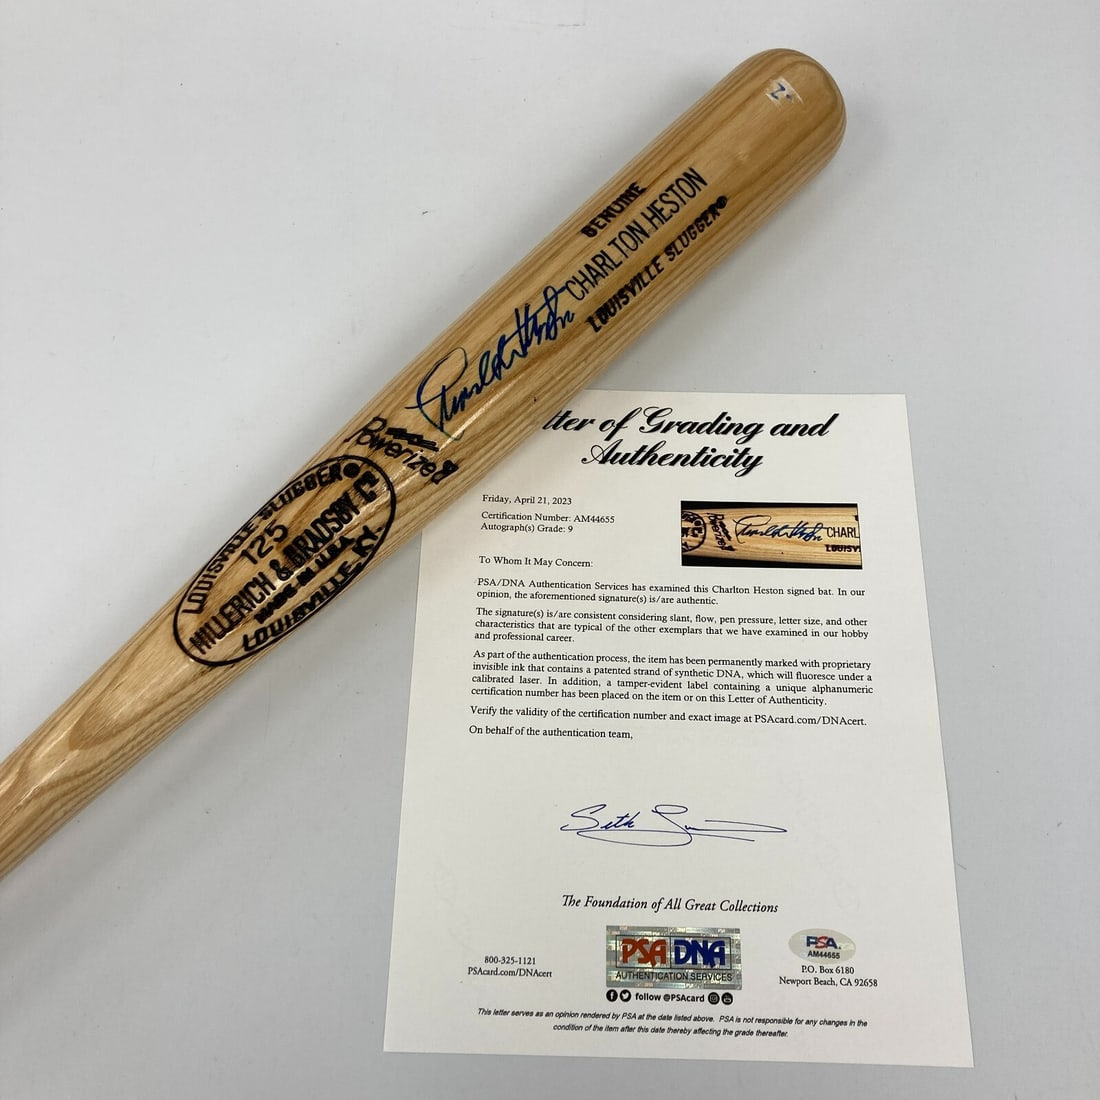 Z
GENUINE
CHARLTON HESTON
LOUISVILLE SLUGGER®
Charlton Heston
Powerized
LOUISVILLE SLUGGER®
125
HILLERICH & BRADSBY Co
MADE IN U.S.A.
LOUISVILLE, KY.
tter of Grading and
Authenticity
Friday, April 21, 2023
Certification Number: AM44655
Autograph(s) Grade: 9
Powerized
Charlton Heston
CHARL
LOUISV
To Whom It May Concern:
PSA/DNA Authentication Services has examined this Charlton Heston signed bat. In our
opinion, the aforementioned signature(s) is/are authentic.
The signature(s) is/are consistent considering slant, flow, pen pressure, letter size, and other
characteristics that are typical of the other exemplars that we have examined in our hobby
and professional career.
As part of the authentication process, the item has been permanently marked with proprietary
invisible ink that contains a patented strand of synthetic DNA, which will fluoresce under a
calibrated laser. In addition, a tamper-evident label containing a unique alphanumeric
certification number has been placed on the item or on this Letter of Authenticity.
Verify the validity of the certification number and exact image at PSAcard.com/DNAcert.
On behalf of the authentication team,
Seth
The Foundation of All Great Collections
800-325-1121
PSAcard.com/DNAcert
PSA DNA
AUTHENTICATION SERVICES
follow @PSAcard
PSA
AM44655
P.O. Box 6180
Newport Beach, CA 92658
This letter serves as an opinion rendered by PSA at the date listed above. PSA is not responsible for any changes in the
condition of the item after this date thereby affecting the grade thereafter.